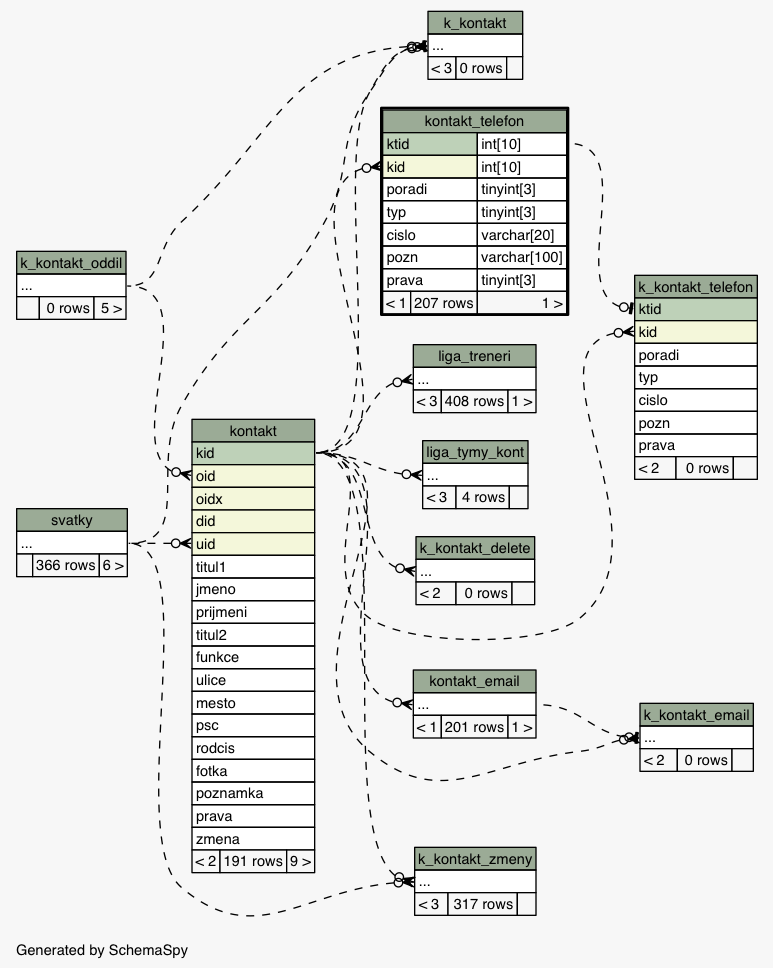 k_kontakt
...
< 3 0 rows
kontakt_telefon
ktid int[10]
kid int[10]
poradi tinyint[3]
typ tinyint[3]
cislo varchar[20]
pozn varchar[100]
prava tinyint[3]
< 1 207 rows 1 >
k_kontakt_oddil
...
0 rows 5 >
k_kontakt_telefon
ktid
kid
poradi
typ
cislo
pozn
prava
< 2 0 rows
liga_treneri
...
< 3 408 rows 1 >
kontakt
kid
oid
oidx
did
uid
titul1
jmeno
prijmeni
titul2
funkce
ulice
mesto
psc
rodcis
fotka
poznamka
prava
zmena
< 2 191 rows 9 >
liga_tymy_kont
...
< 3 4 rows
svatky
...
366 rows 6 >
k_kontakt_delete
...
< 2 0 rows
kontakt_email
...
< 1 201 rows 1 >
k_kontakt_email
...
< 2 0 rows
k_kontakt_zmeny
...
< 3 317 rows
Generated by SchemaSpy